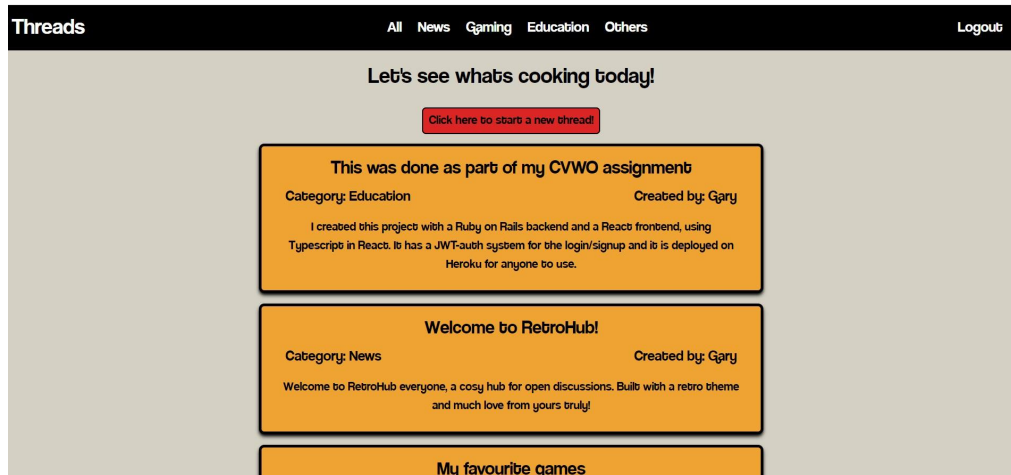 Threads All News Gaming Education Others Logout
Let's see whats cooking today!
Click here to start a new thread!
This was done as part of my CVWO assignment
Category: Education Created by: Gary
I created this project with a Ruby on Rails backend and a React frontend, using
Typescript in React. It has a JWT-auth system for the login/signup and it is deployed on
Heroku for anyone to use.
Welcome to RetroHub!
Category: News Created by: Gary
Welcome to RetroHub everyone, a cosy hub for open discussions. Built with a retro theme
and much love from yours truly!
My favourite games